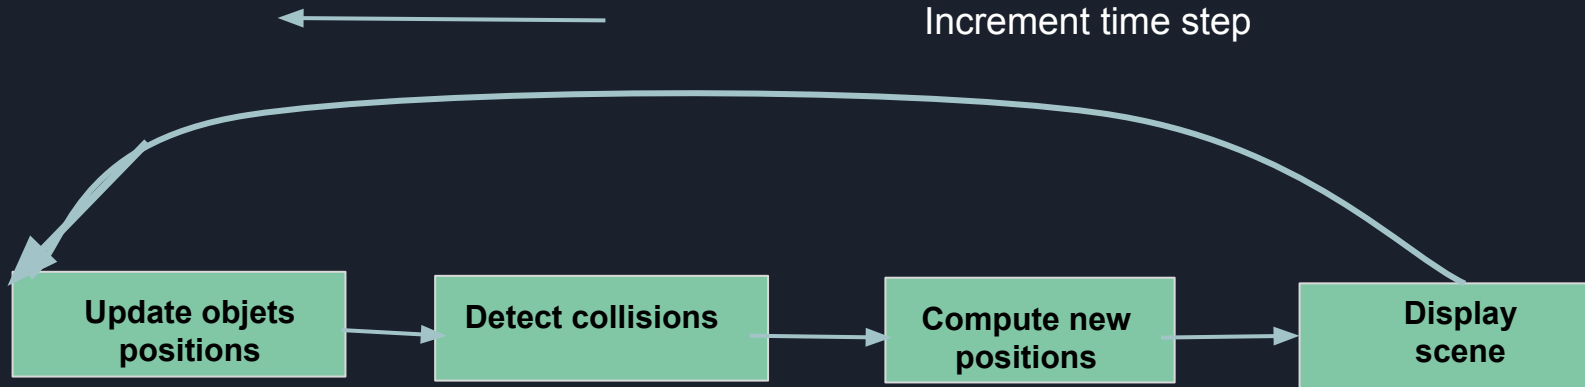 Increment time step
Update objets
positions
Detect collisions
Compute new
positions
Display
scene